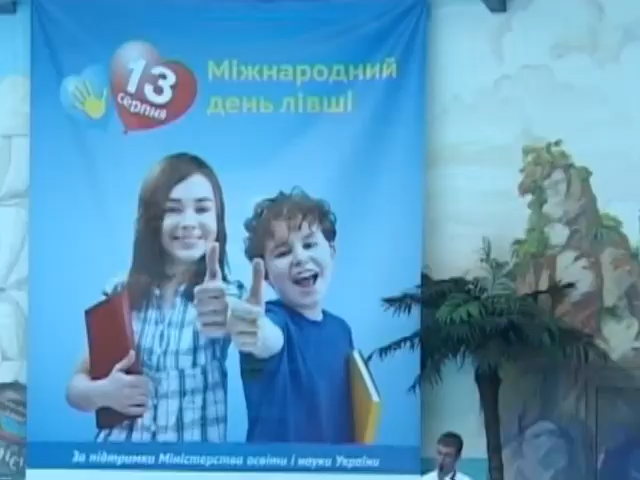 13
серпня
Міжнародний
день лівші
За підтримки Міністерства освіти і науки України